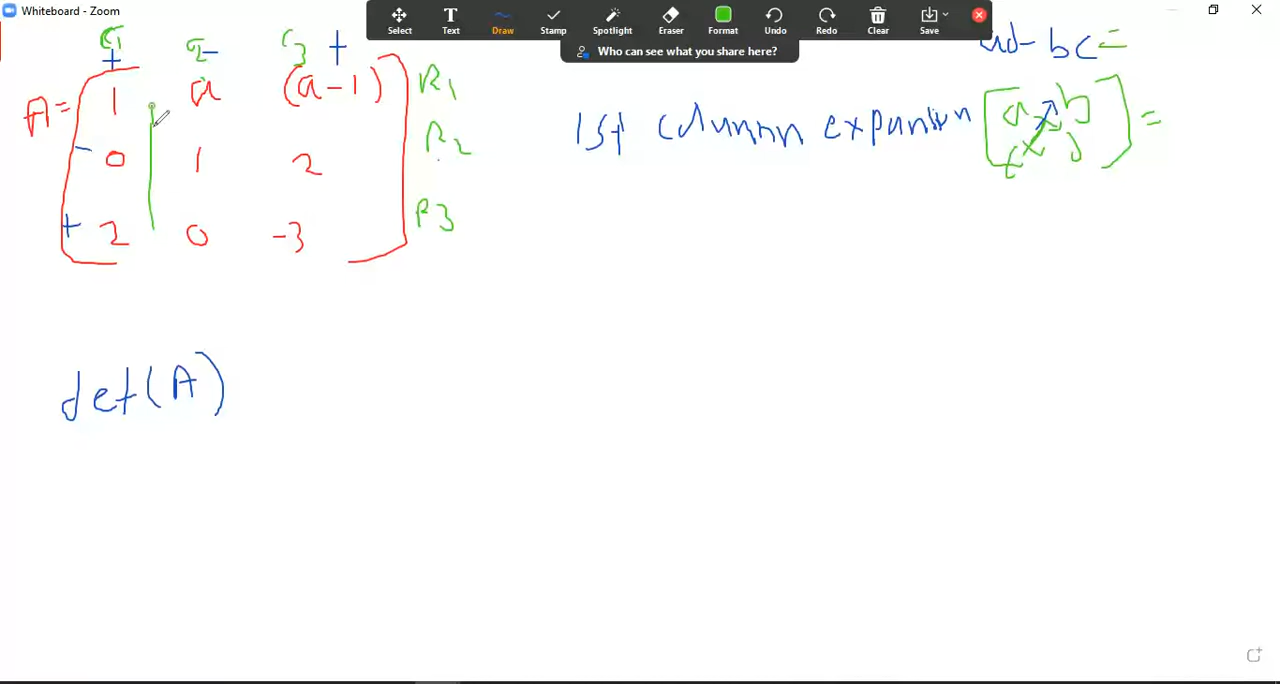 Whiteboard - Zoom
Select Text Draw Stamp Spotlight Eraser Format Undo Redo Clear Save
Who can see what you share here?
ad - bc =
C1 C2 C3
+ - +
A = 1 a (a - 1) R1
- 0 1 2 R2
+ 2 0 -3 R3
1st column expansion
a b =
c d
det(A)